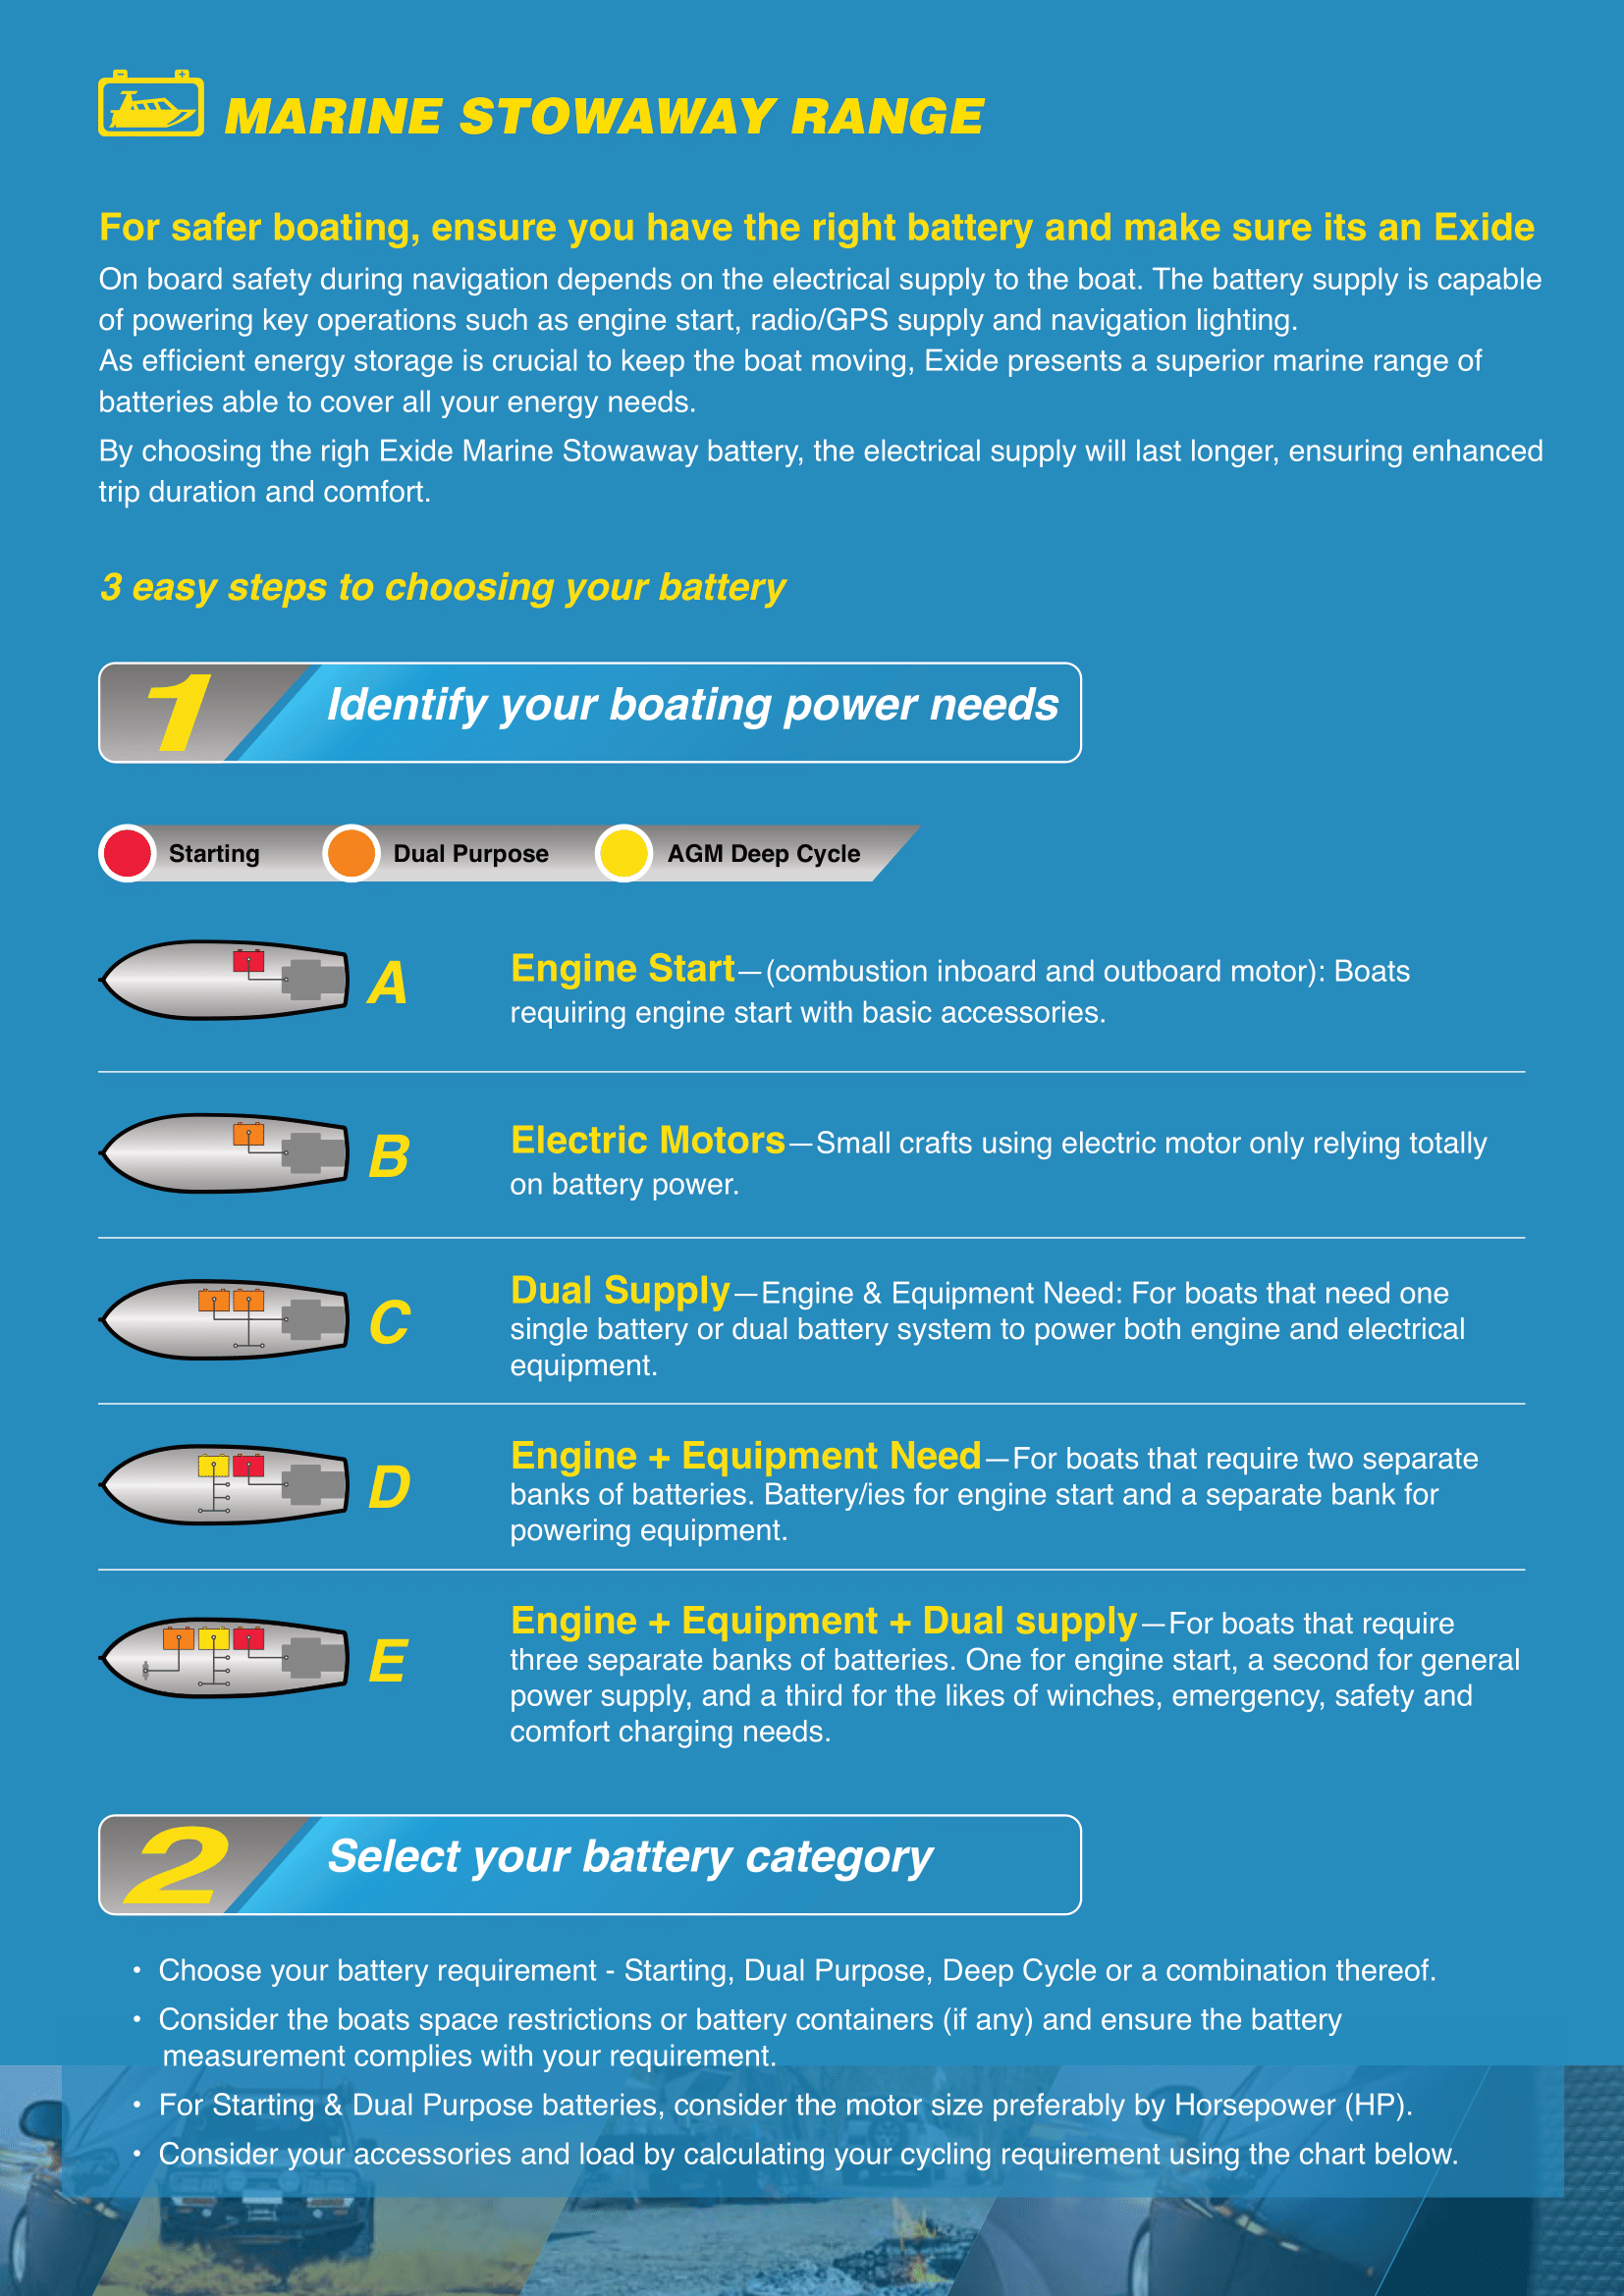 MARINE STOWAWAY RANGE
For safer boating, ensure you have the right battery and make sure its an Exide
On board safety during navigation depends on the electrical supply to the boat. The battery supply is capable
of powering key operations such as engine start, radio/GPS supply and navigation lighting.
As efficient energy storage is crucial to keep the boat moving, Exide presents a superior marine range of
batteries able to cover all your energy needs.
By choosing the righ Exide Marine Stowaway battery, the electrical supply will last longer, ensuring enhanced
trip duration and comfort.
3 easy steps to choosing your battery
1 Identify your boating power needs
Starting Dual Purpose AGM Deep Cycle
A Engine Start—(combustion inboard and outboard motor): Boats
requiring engine start with basic accessories.
B Electric Motors—Small crafts using electric motor only relying totally
on battery power.
C Dual Supply—Engine & Equipment Need: For boats that need one
single battery or dual battery system to power both engine and electrical
equipment.
D Engine + Equipment Need—For boats that require two separate
banks of batteries. Battery/ies for engine start and a separate bank for
powering equipment.
E Engine + Equipment + Dual supply—For boats that require
three separate banks of batteries. One for engine start, a second for general
power supply, and a third for the likes of winches, emergency, safety and
comfort charging needs.
2 Select your battery category
• Choose your battery requirement - Starting, Dual Purpose, Deep Cycle or a combination thereof.
• Consider the boats space restrictions or battery containers (if any) and ensure the battery
measurement complies with your requirement.
• For Starting & Dual Purpose batteries, consider the motor size preferably by Horsepower (HP).
• Consider your accessories and load by calculating your cycling requirement using the chart below.